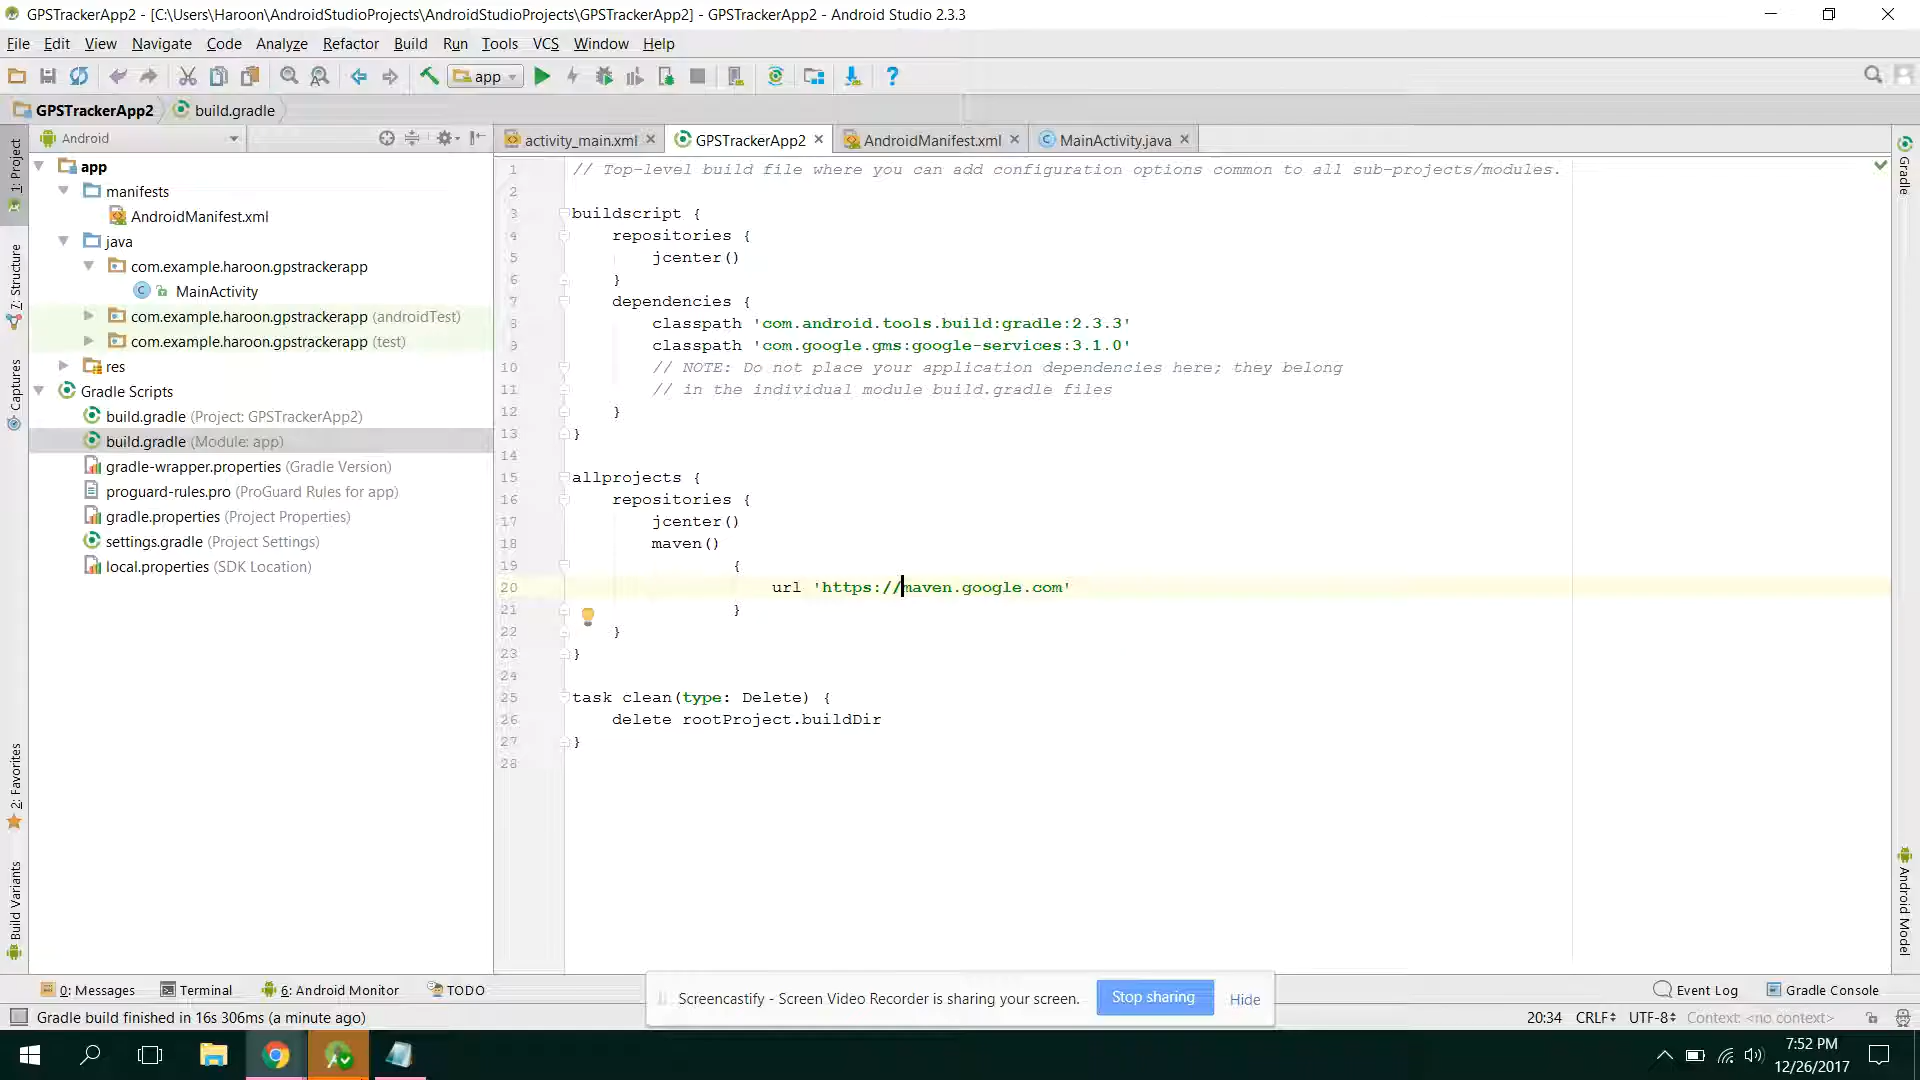 GPSTrackerApp2 - [C:\Users\Haroon\AndroidStudioProjects\AndroidStudioProjects\GPSTrackerApp2] - GPSTrackerApp2 - Android Studio 2.3.3
File Edit View Navigate Code Analyze Refactor Build Run Tools VCS Window Help
app
GPSTrackerApp2 build.gradle
Android
activity_main.xml GPSTrackerApp2 AndroidManifest.xml MainActivity.java
1: Project
7: Structure
Captures
2: Favorites
Build Variants
app
manifests
AndroidManifest.xml
java
com.example.haroon.gpstrackerapp
MainActivity
com.example.haroon.gpstrackerapp (androidTest)
com.example.haroon.gpstrackerapp (test)
res
Gradle Scripts
build.gradle (Project: GPSTrackerApp2)
build.gradle (Module: app)
gradle-wrapper.properties (Gradle Version)
proguard-rules.pro (ProGuard Rules for app)
gradle.properties (Project Properties)
settings.gradle (Project Settings)
local.properties (SDK Location)
1 // Top-level build file where you can add configuration options common to all sub-projects/modules.
2
3 buildscript {
4 repositories {
5 jcenter()
6 }
7 dependencies {
8 classpath 'com.android.tools.build:gradle:2.3.3'
9 classpath 'com.google.gms:google-services:3.1.0'
10 // NOTE: Do not place your application dependencies here; they belong
11 // in the individual module build.gradle files
12 }
13 }
14
15 allprojects {
16 repositories {
17 jcenter()
18 maven()
19 {
20 url 'https://maven.google.com'
21 }
22 }
23 }
24
25 task clean(type: Delete) {
26 delete rootProject.buildDir
27 }
28
Gradle
Android Model
0: Messages Terminal 6: Android Monitor TODO
Screencastify - Screen Video Recorder is sharing your screen. Stop sharing Hide
Event Log Gradle Console
Gradle build finished in 16s 306ms (a minute ago)
20:34 CRLF UTF-8 Context: <no context>
7:52 PM
12/26/2017